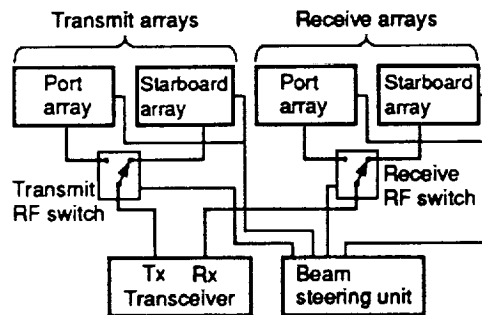 Transmit arrays
Receive arrays
Port
array
Starboard
array
Port
array
Starboard
array
Transmit
RF switch
Receive
RF switch
Tx Rx
Transceiver
Beam
steering unit